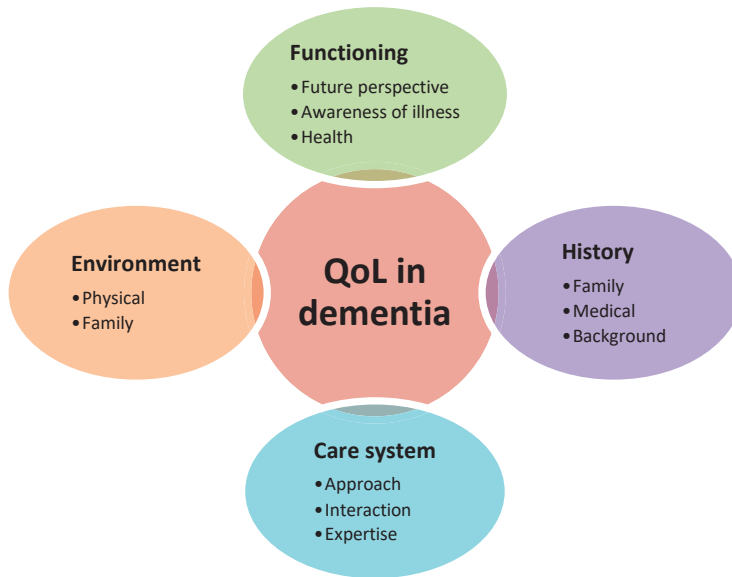 Functioning
•Future perspective
•Awareness of illness
•Health
Environment
•Physical
•Family
QoL in
dementia
History
•Family
•Medical
•Background
Care system
•Approach
•Interaction
•Expertise